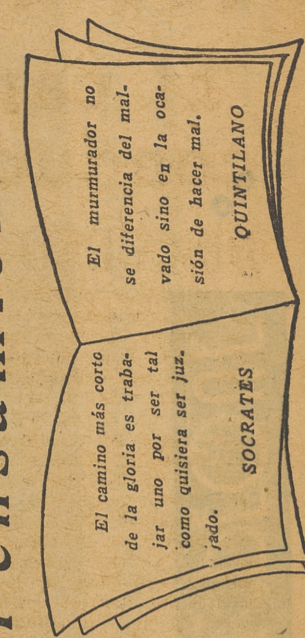 El camino más corto
de la gloria es traba-
jar uno por ser tal
como quisiera ser juz.
jado.
SOCRATES
El murmurador no
se diferencia del mal-
vado sino en la oca-
sión de hacer mal.
QUINTILANO